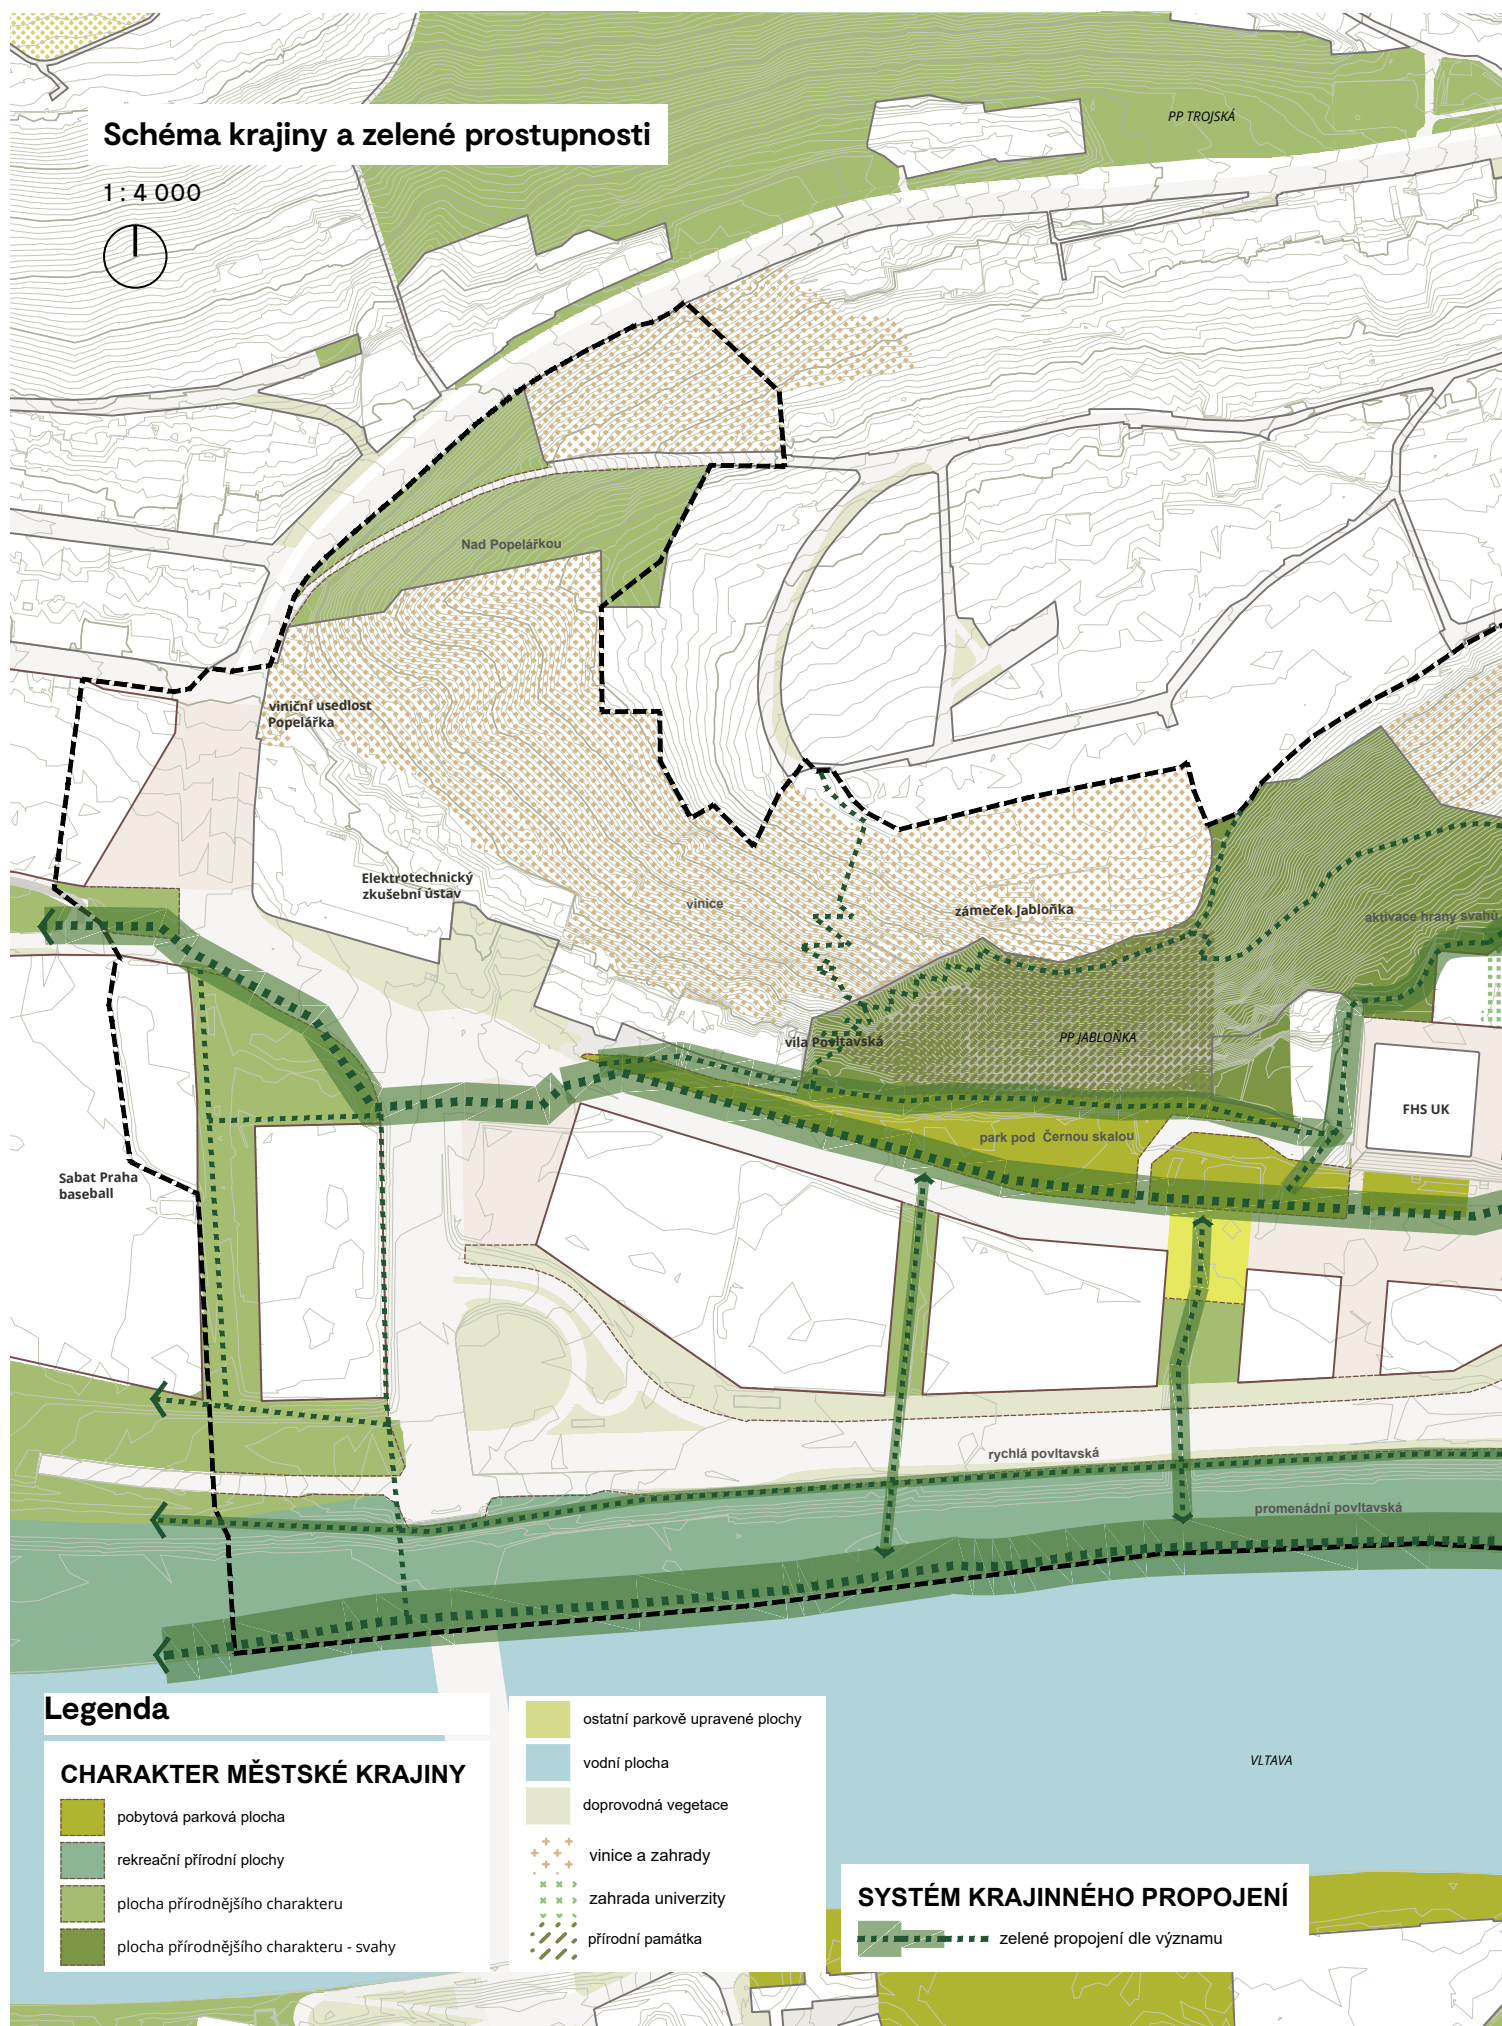 PP TROJSKÁ
Schéma krajiny a zelené prostupnosti
1 : 4 000
Nad Popelářkou
viniční usedlost
Popelářka
Elektrotechnický
zkušební ústav
vinice
zámeček Jabloňka
aktivace hrany svahů
vila Povltavská
PP JABLOŇKA
FHS UK
park pod Černou skalou
Sabat Praha
baseball
rychlá povltavská
promenádní povltavská
VLTAVA
Legenda
CHARAKTER MĚSTSKÉ KRAJINY
pobytová parková plocha
rekreační přírodní plochy
plocha přírodnějšího charakteru
plocha přírodnějšího charakteru - svahy
ostatní parkově upravené plochy
vodní plocha
doprovodná vegetace
vinice a zahrady
zahrada univerzity
přírodní památka
SYSTÉM KRAJINNÉHO PROPOJENÍ
zelené propojení dle významu